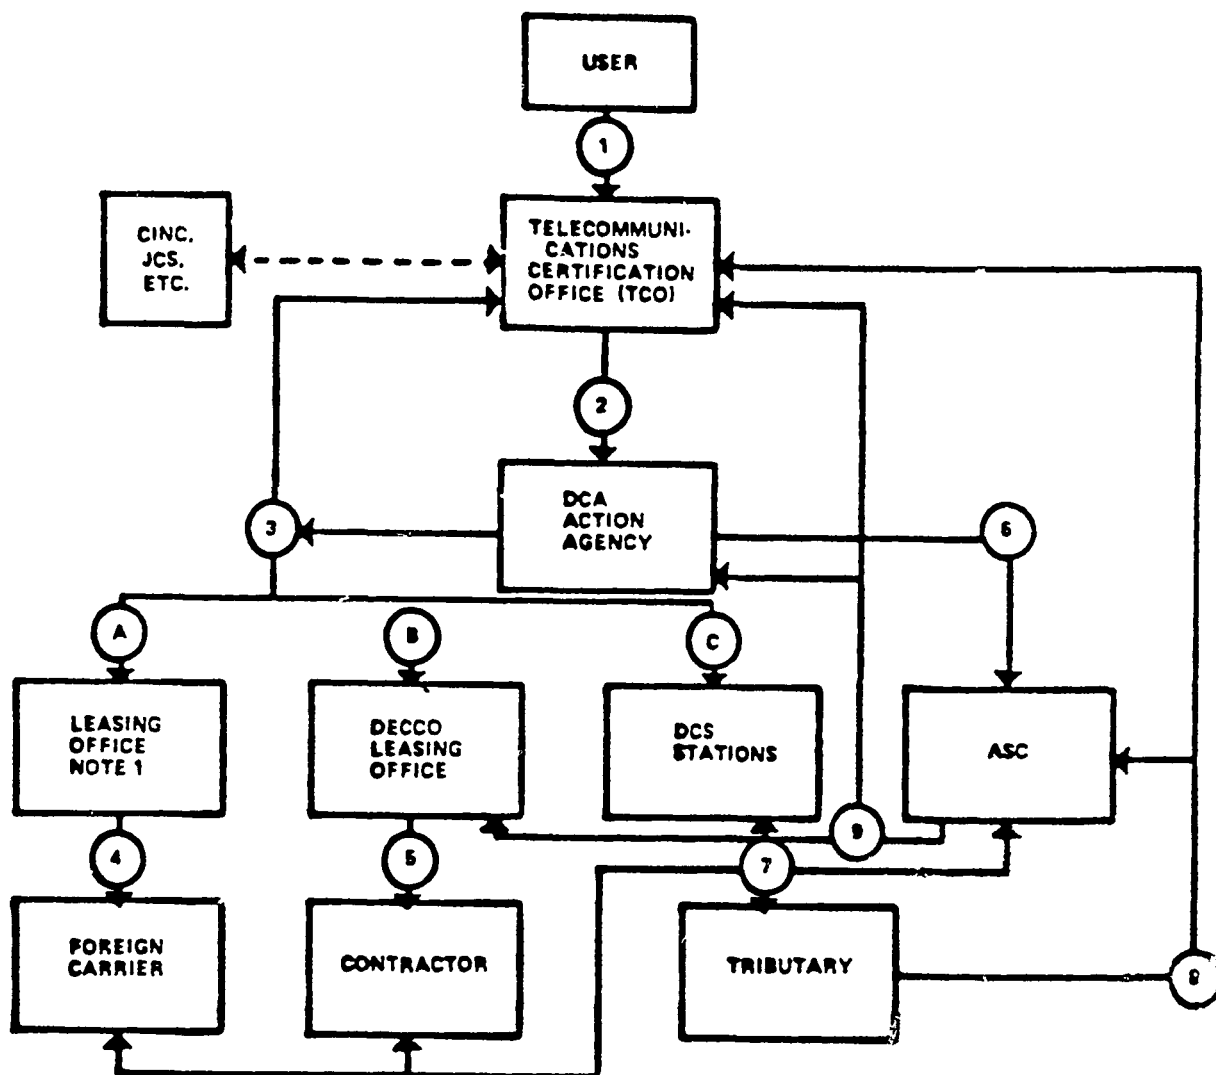 USER
1
CINC,
JCS,
ETC.
TELECOMMUNI-
CATIONS
CERTIFICATION
OFFICE (TCO)
2
DCA
ACTION
AGENCY
3
6
A
B
C
LEASING
OFFICE
NOTE 1
DECCO
LEASING
OFFICE
DCS
STATIONS
ASC
9
4
5
7
FOREIGN
CARRIER
CONTRACTOR
TRIBUTARY
8